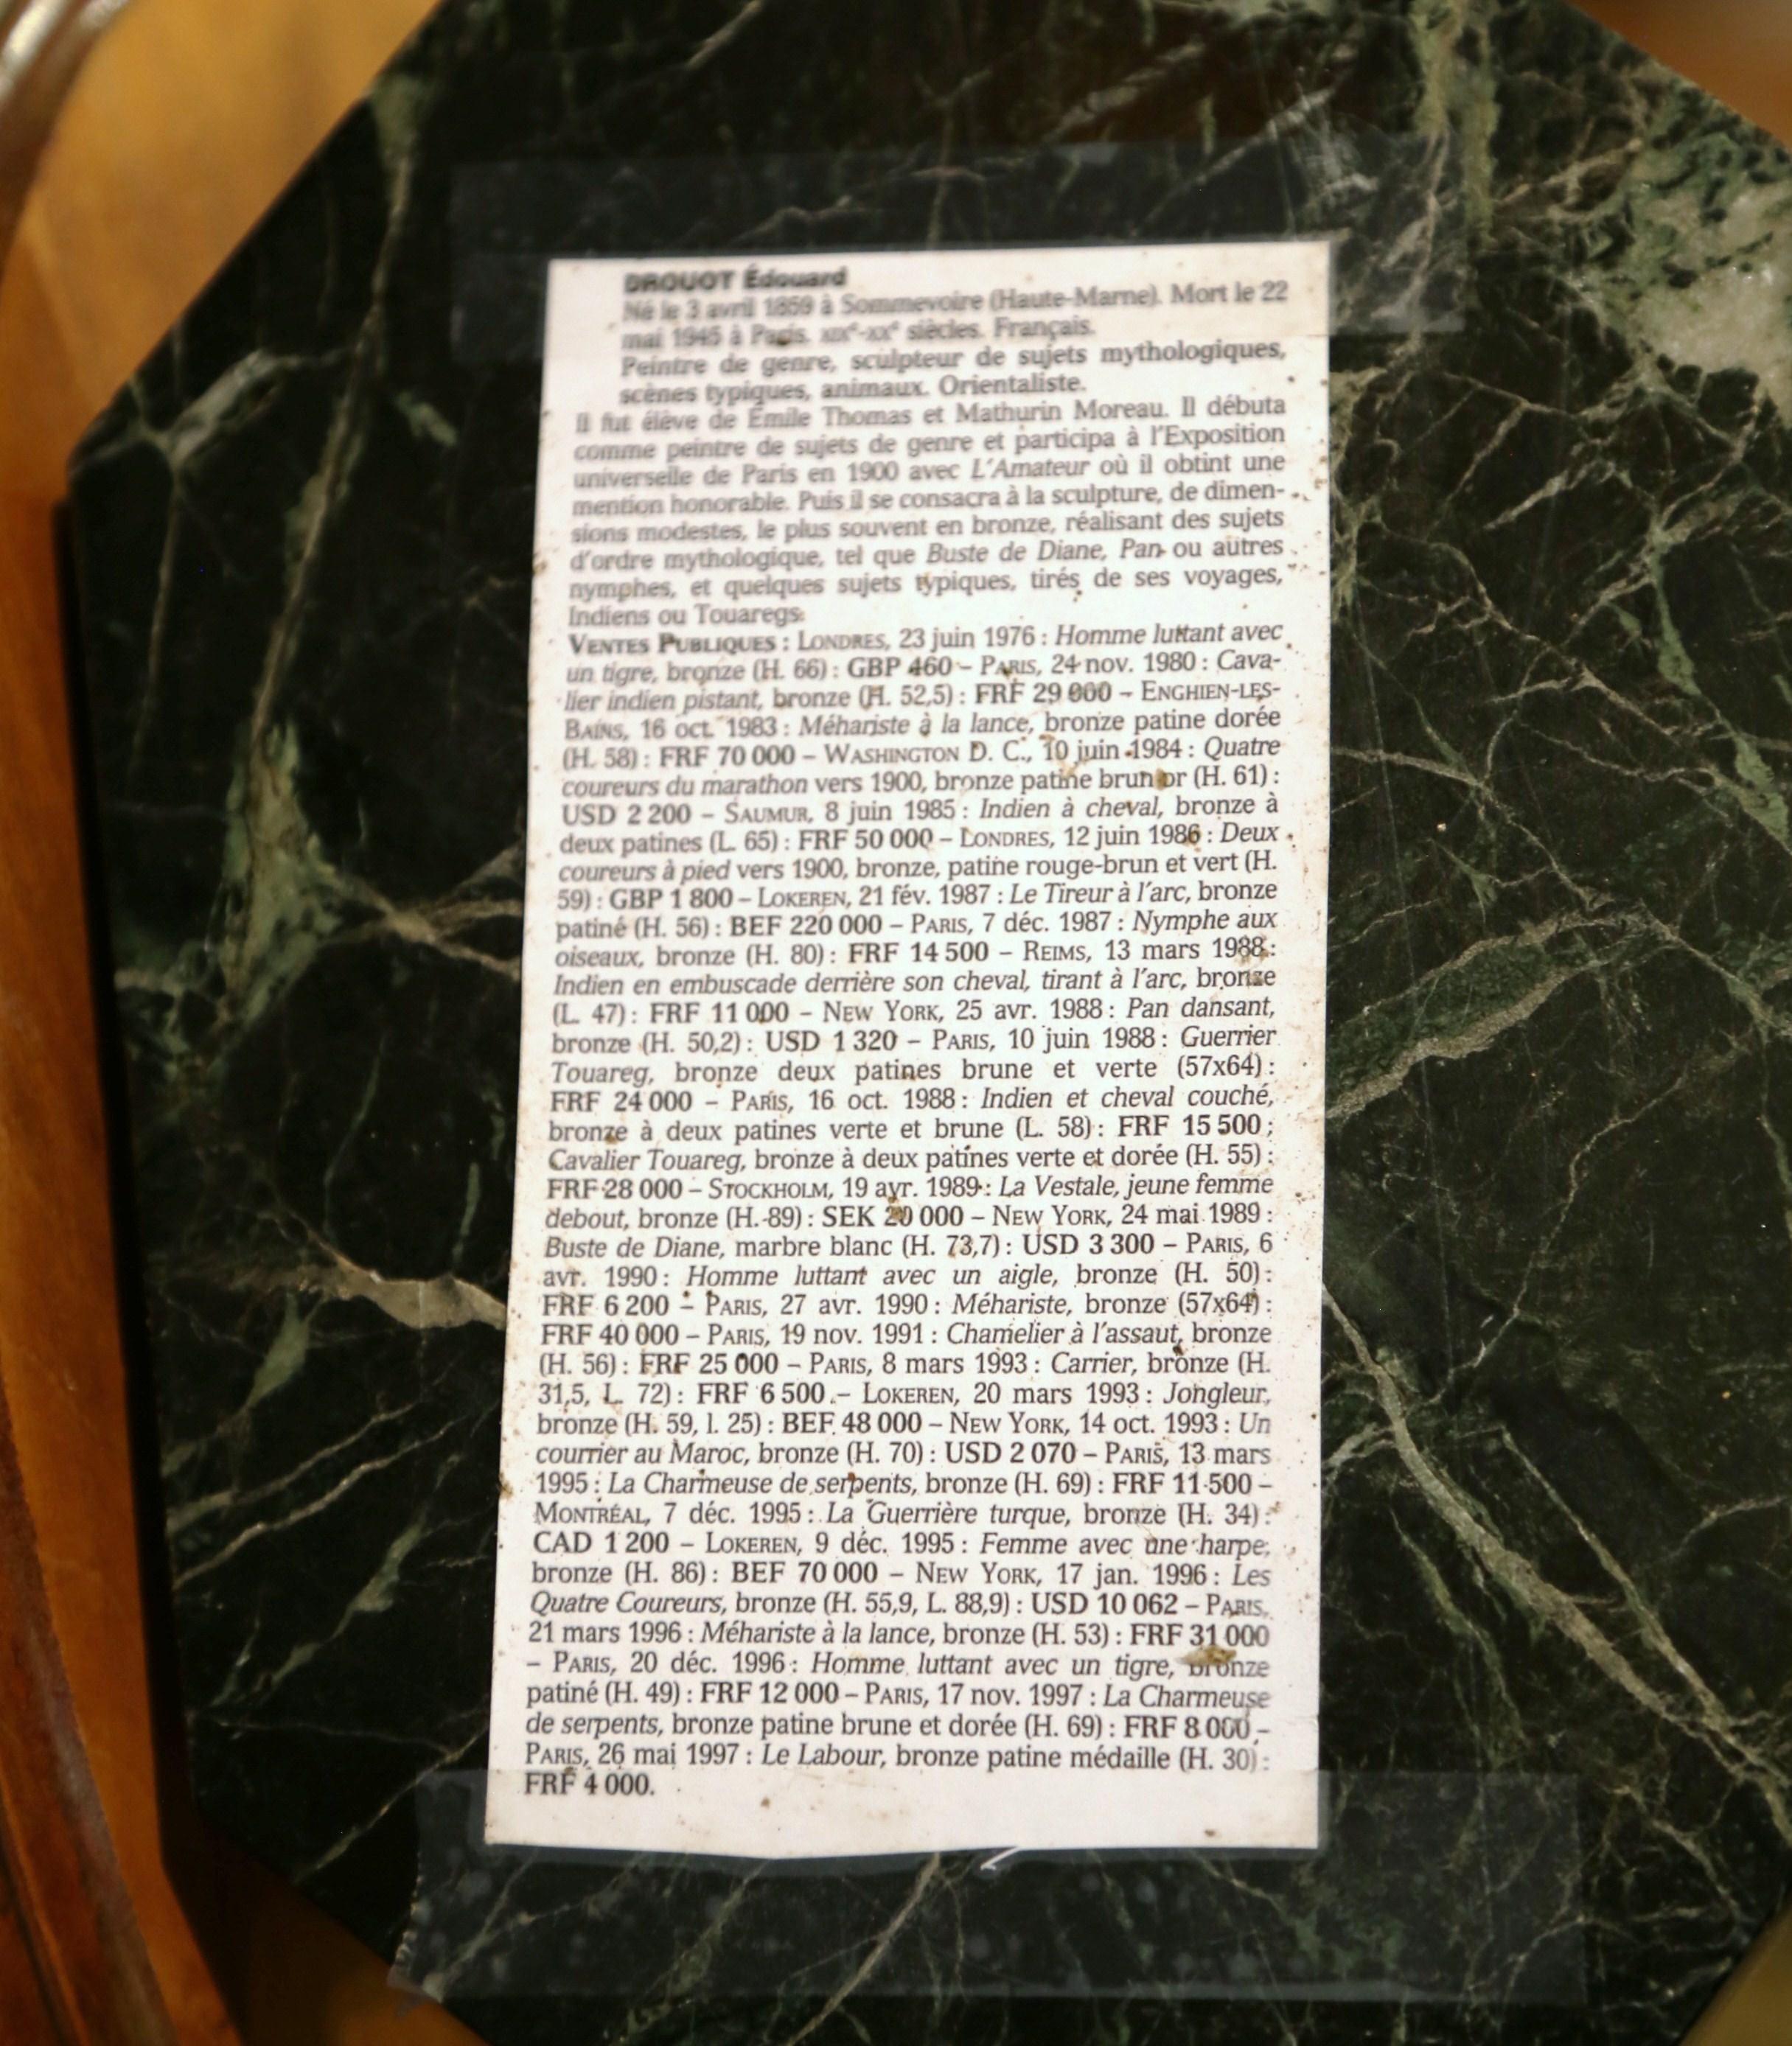 DROUOT Édouard
Né le 3 avril 1859 à Sommevoire (Haute-Marne). Mort le 22
mai 1945 à Paris. XIXe-XXe siècles. Français.
Peintre de genre, sculpteur de sujets mythologiques,
scènes typiques, animaux. Orientaliste.
Il fut élève de Émile Thomas et Mathurin Moreau. Il débuta
comme peintre de sujets de genre et participa à l'Exposition
universelle de Paris en 1900 avec L'Amateur où il obtint une
mention honorable. Puis il se consacra à la sculpture, de dimen-
sions modestes, le plus souvent en bronze, réalisant des sujets
d'ordre mythologique, tel que Buste de Diane, Pan ou autres
nymphes, et quelques sujets typiques, tirés de ses voyages,
Indiens ou Touaregs.
VENTES PUBLIQUES : LONDRES, 23 juin 1976 : Homme luttant avec
un tigre, bronze (H. 66) : GBP 460 – PARIS, 24 nov. 1980 : Cava-
lier indien pistant, bronze (H. 52,5) : FRF 29 000 – ENGHIEN-LES-
BAINS, 16 oct. 1983 : Méhariste à la lance, bronze patine dorée
(H. 58) : FRF 70 000 – WASHINGTON D. C., 10 juin 1984 : Quatre
coureurs du marathon vers 1900, bronze patine brun or (H. 61) :
USD 2 200 – SAUMUR, 8 juin 1985 : Indien à cheval, bronze à
deux patines (L. 65) : FRF 50 000 – LONDRES, 12 juin 1986 : Deux
coureurs à pied vers 1900, bronze, patine rouge-brun et vert (H.
59) : GBP 1 800 – LOKEREN, 21 fév. 1987 : Le Tireur à l'arc, bronze
patiné (H. 56) : BEF 220 000 – PARIS, 7 déc. 1987 : Nymphe aux
oiseaux, bronze (H. 80) : FRF 14 500 – REIMS, 13 mars 1988 :
Indien en embuscade derrière son cheval, tirant à l'arc, bronze
(L. 47) : FRF 11 000 – NEW YORK, 25 avr. 1988 : Pan dansant,
bronze (H. 50,2) : USD 1 320 – PARIS, 10 juin 1988 : Guerrier
Touareg, bronze deux patines brune et verte (57x64) :
FRF 24 000 – PARIS, 16 oct. 1988 : Indien et cheval couché,
bronze à deux patines verte et brune (L. 58) : FRF 15 500 ;
Cavalier Touareg, bronze à deux patines verte et dorée (H. 55) :
FRF 28 000 – STOCKHOLM, 19 avr. 1989 : La Vestale, jeune femme
debout, bronze (H. 89) : SEK 20 000 – NEW YORK, 24 mai 1989 :
Buste de Diane, marbre blanc (H. 73,7) : USD 3 300 – PARIS, 6
avr. 1990 : Homme luttant avec un aigle, bronze (H. 50) :
FRF 6 200 – PARIS, 27 avr. 1990 : Méhariste, bronze (57x64) :
FRF 40 000 – PARIS, 19 nov. 1991 : Chamelier à l'assaut, bronze
(H. 56) : FRF 25 000 – PARIS, 8 mars 1993 : Carrier, bronze (H.
31,5, L. 72) : FRF 6 500 – LOKEREN, 20 mars 1993 : Jongleur,
bronze (H. 59, l. 25) : BEF 48 000 – NEW YORK, 14 oct. 1993 : Un
courrier au Maroc, bronze (H. 70) : USD 2 070 – PARIS, 13 mars
1995 : La Charmeuse de serpents, bronze (H. 69) : FRF 11 500 –
MONTRÉAL, 7 déc. 1995 : La Guerrière turque, bronze (H. 34) :
CAD 1 200 – LOKEREN, 9 déc. 1995 : Femme avec une harpe,
bronze (H. 86) : BEF 70 000 – NEW YORK, 17 jan. 1996 : Les
Quatre Coureurs, bronze (H. 55,9, L. 88,9) : USD 10 062 – PARIS,
21 mars 1996 : Méhariste à la lance, bronze (H. 53) : FRF 31 000
– PARIS, 20 déc. 1996 : Homme luttant avec un tigre, bronze
patiné (H. 49) : FRF 12 000 – PARIS, 17 nov. 1997 : La Charmeuse
de serpents, bronze patine brune et dorée (H. 69) : FRF 8 000 –
PARIS, 26 mai 1997 : Le Labour, bronze patine médaille (H. 30) :
FRF 4 000.